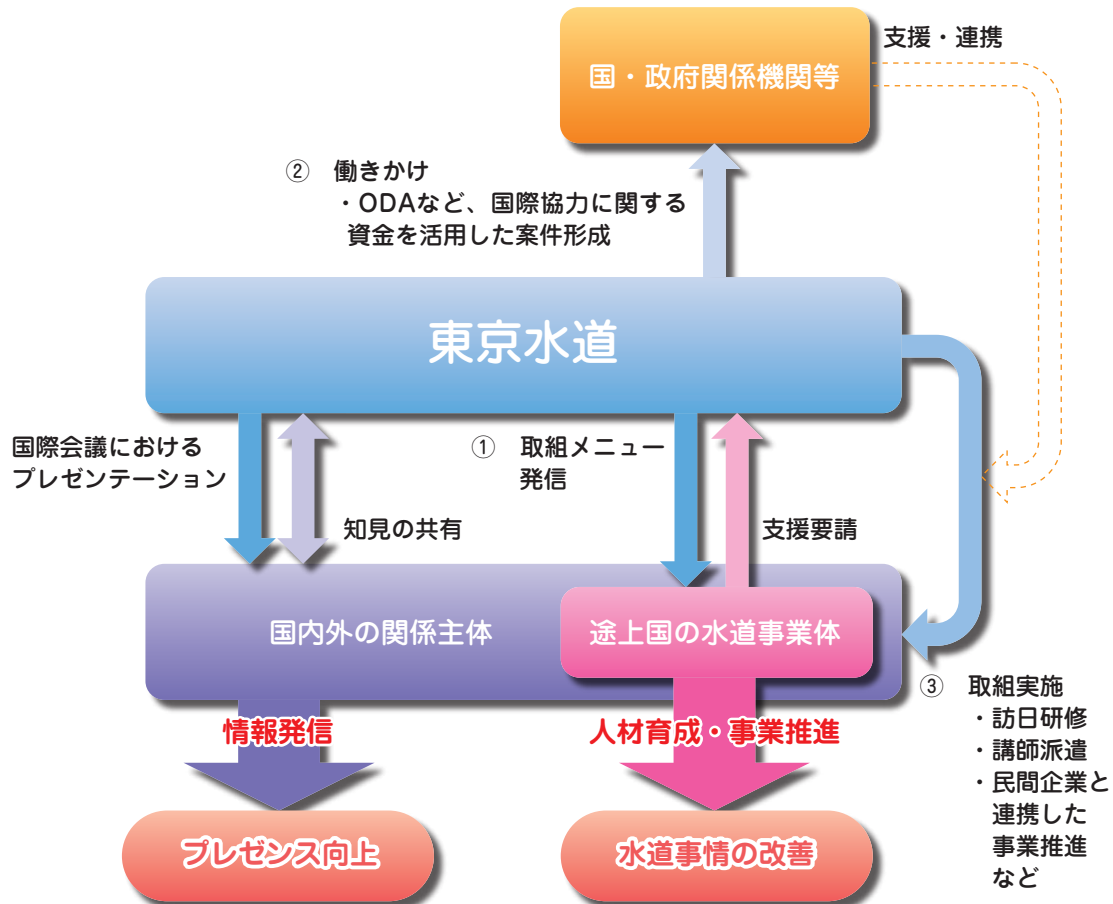 支援・連携
国・政府関係機関等
② 働きかけ
・ODAなど、国際協力に関する
資金を活用した案件形成
東京水道
国際会議における
プレゼンテーション
① 取組メニュー
発信
知見の共有
支援要請
国内外の関係主体
途上国の水道事業体
③ 取組実施
・訪日研修
・講師派遣
・民間企業と
連携した
事業推進
など
情報発信
人材育成・事業推進
プレゼンス向上
水道事情の改善